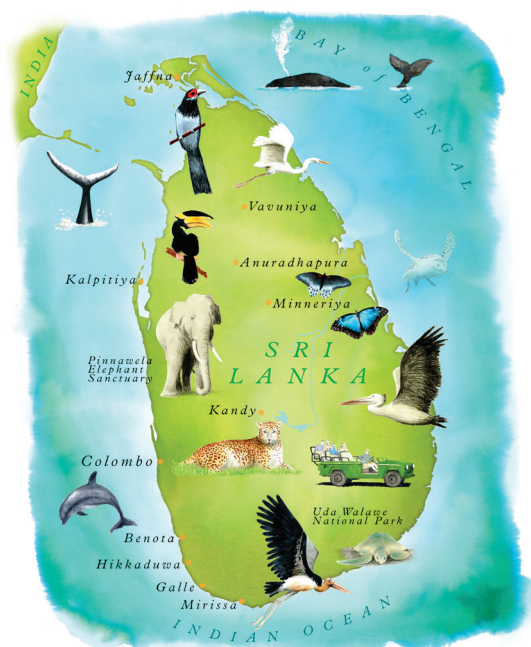 INDIA
BAY of BENGAL
Jaffna
Vavuniya
Anuradhapura
Kalpitiya
Minneriya
SRI
LANKA
Pinnawela
Elephant
Sanctuary
Kandy
Colombo
Uda Walawe
National Park
Benota
Hikkaduwa
Galle
Mirissa
INDIAN OCEAN